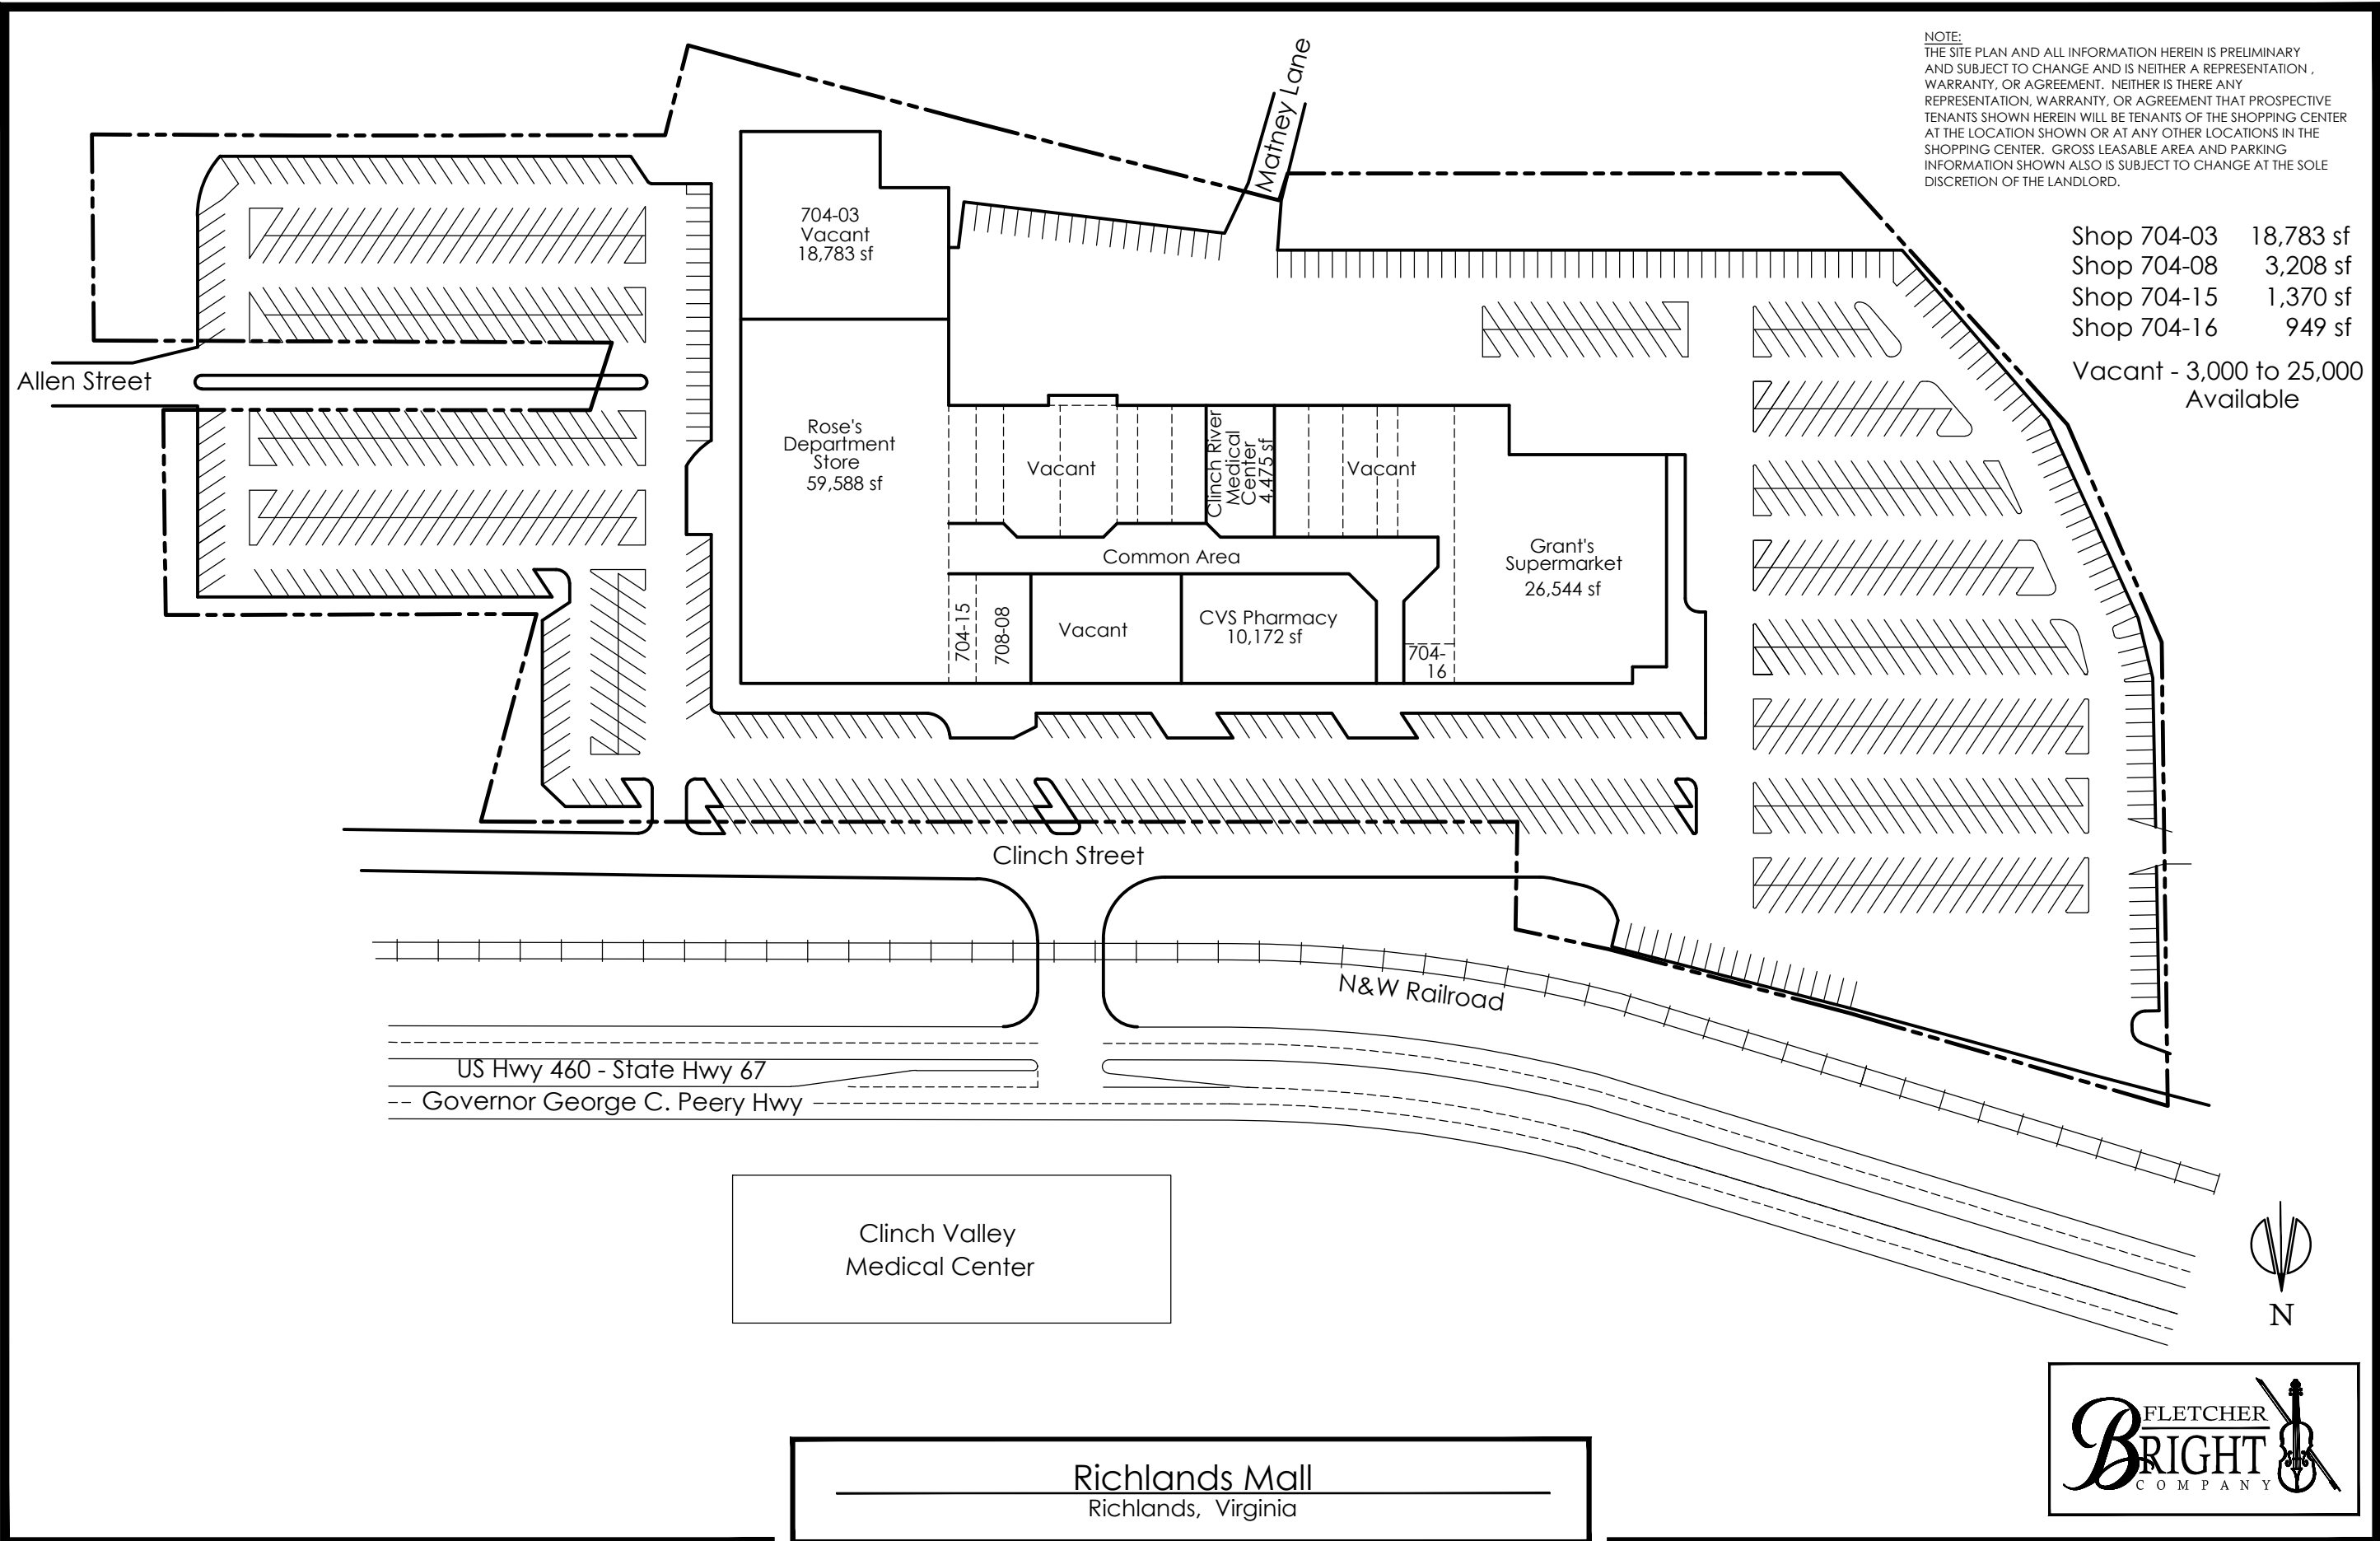 NOTE:
THE SITE PLAN AND ALL INFORMATION HEREIN IS PRELIMINARY
AND SUBJECT TO CHANGE AND IS NEITHER A REPRESENTATION ,
WARRANTY, OR AGREEMENT.  NEITHER IS THERE ANY
REPRESENTATION, WARRANTY, OR AGREEMENT THAT PROSPECTIVE
TENANTS SHOWN HEREIN WILL BE TENANTS OF THE SHOPPING CENTER
AT THE LOCATION SHOWN OR AT ANY OTHER LOCATIONS IN THE
SHOPPING CENTER.  GROSS LEASABLE AREA AND PARKING
INFORMATION SHOWN ALSO IS SUBJECT TO CHANGE AT THE SOLE
DISCRETION OF THE LANDLORD.
Matney Lane
Shop 704-03 18,783 sf
Shop 704-08 3,208 sf
Shop 704-15 1,370 sf
Shop 704-16 949 sf
Vacant - 3,000 to 25,000
Available
704-03
Vacant
18,783 sf
Allen Street
Rose's
Department
Store
59,588 sf
Vacant
Clinch River
Medical
Center
4,475 sf
Vacant
Common Area
Grant's
Supermarket
26,544 sf
704-15
708-08
Vacant
CVS Pharmacy
10,172 sf
704-
16
Clinch Street
N&W Railroad
US Hwy 460 - State Hwy 67
Governor George C. Peery Hwy
Clinch Valley
Medical Center
N
FLETCHER
BRIGHT
COMPANY
Richlands Mall
Richlands,  Virginia